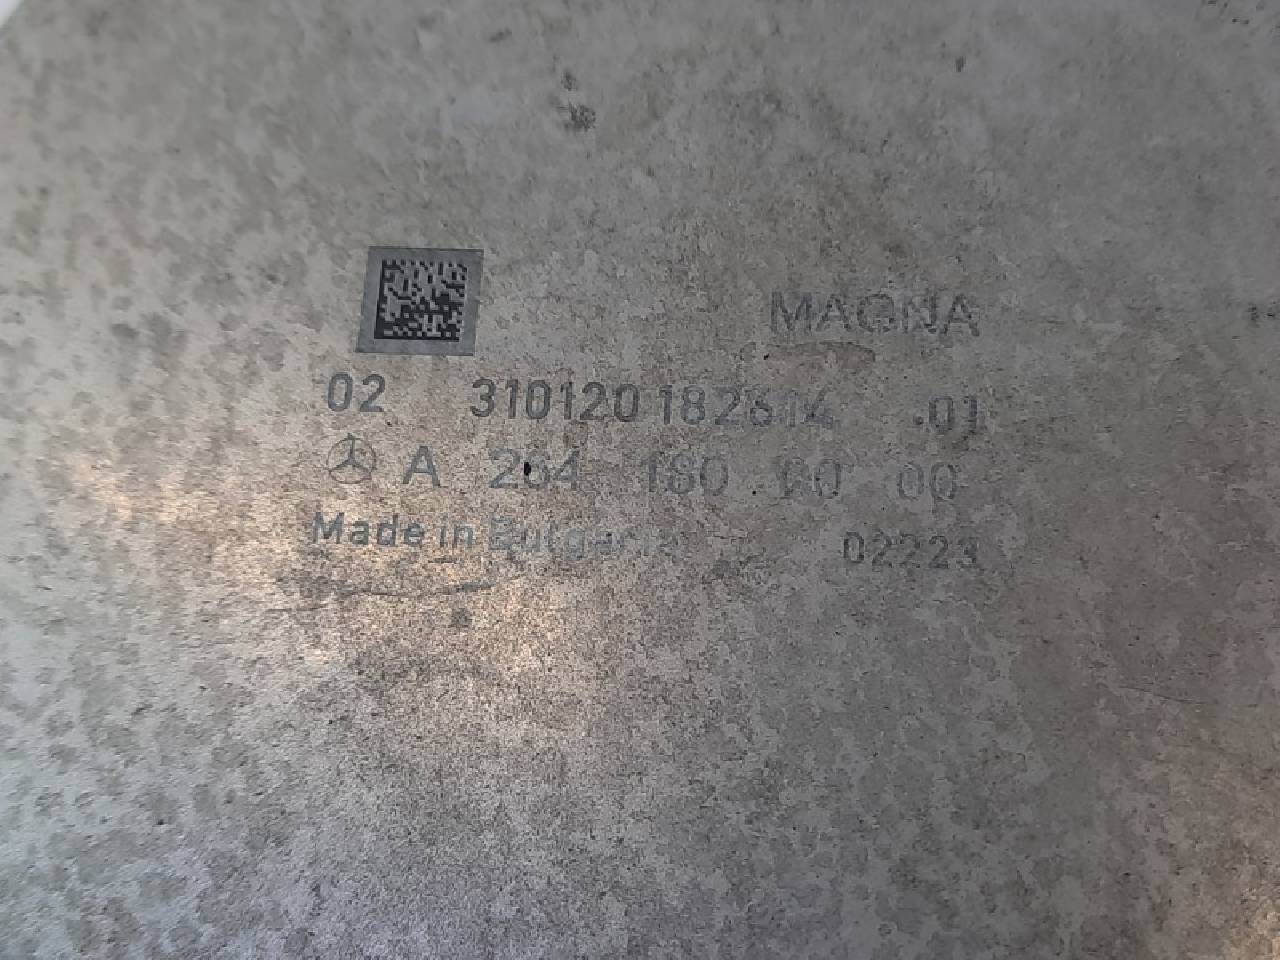 MAGNA
02 310120182614 .01
A 264 180 00 00
Made in Bulgaria 02223